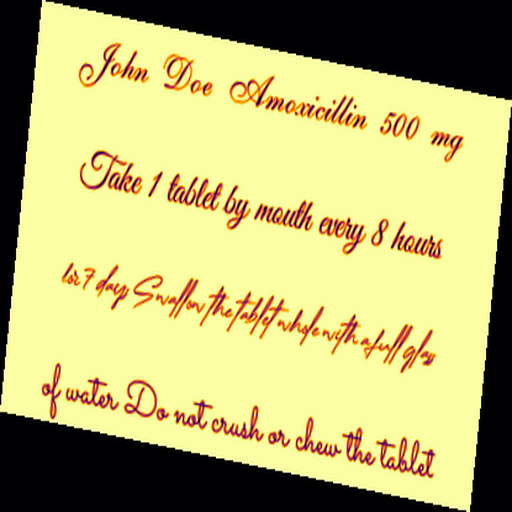 John Doe Amoxicillin 500 mg
Take 1 tablet by mouth every 8 hours
for 7 days Swallow the tablet whole with a full glass
of water Do not crush or chew the tablet